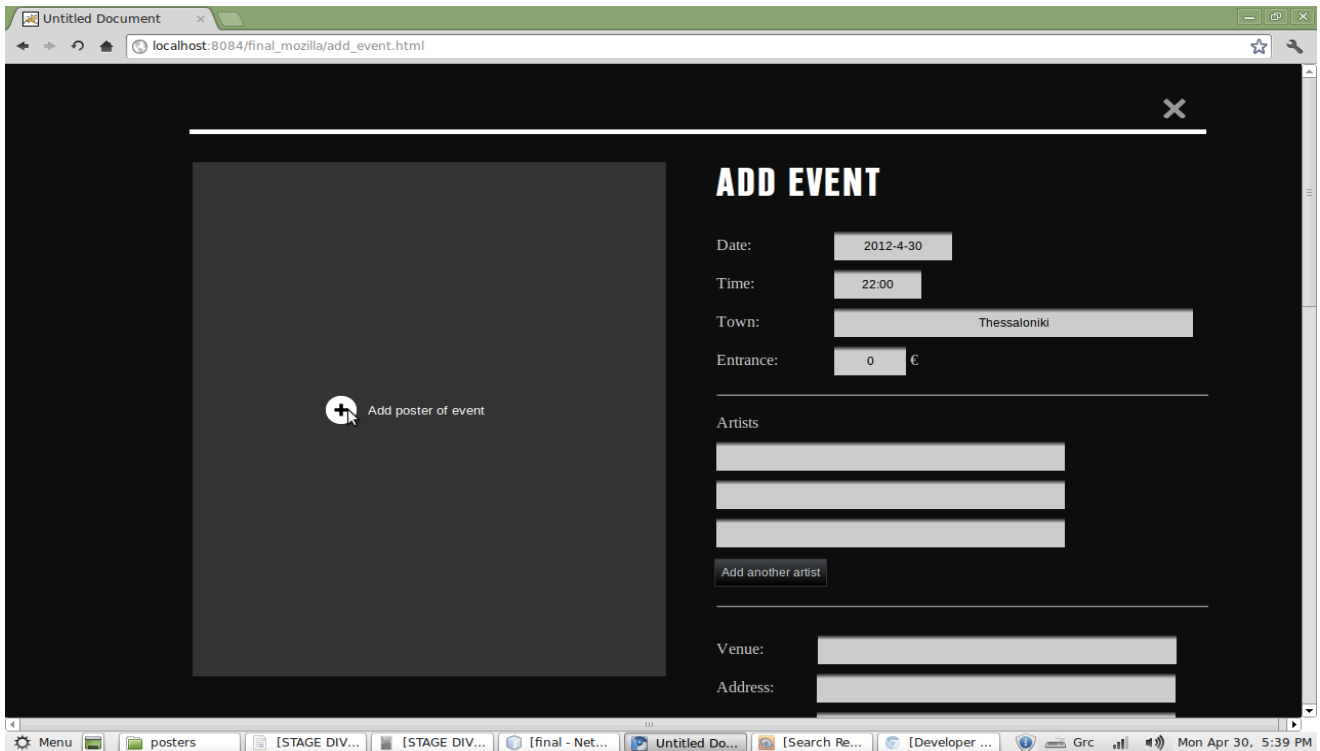 Untitled Document
localhost:8084/final_mozilla/add_event.html
ADD EVENT
Date: 2012-4-30
Time: 22:00
Town: Thessaloniki
Entrance: 0 €
Add poster of event
Artists
Add another artist
Venue:
Address:
Menu posters [STAGE DIV... [STAGE DIV... [final - Net... Untitled Do... [Search Re... [Developer ... Grc Mon Apr 30, 5:39 PM